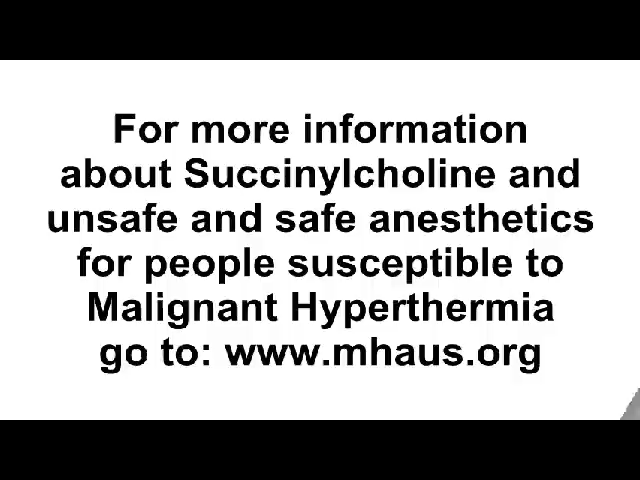 For more information
about Succinylcholine and
unsafe and safe anesthetics
for people susceptible to
Malignant Hyperthermia
go to: www.mhaus.org